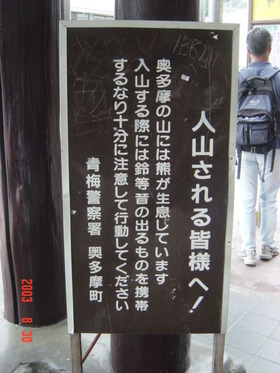 入山される皆様へ!
奥多摩の山には熊が生息じています
入山する際には鈴等音の出るものを携帯
するなり十分に注意して行動してください
青梅警察署 奥多摩町
2003 8 30